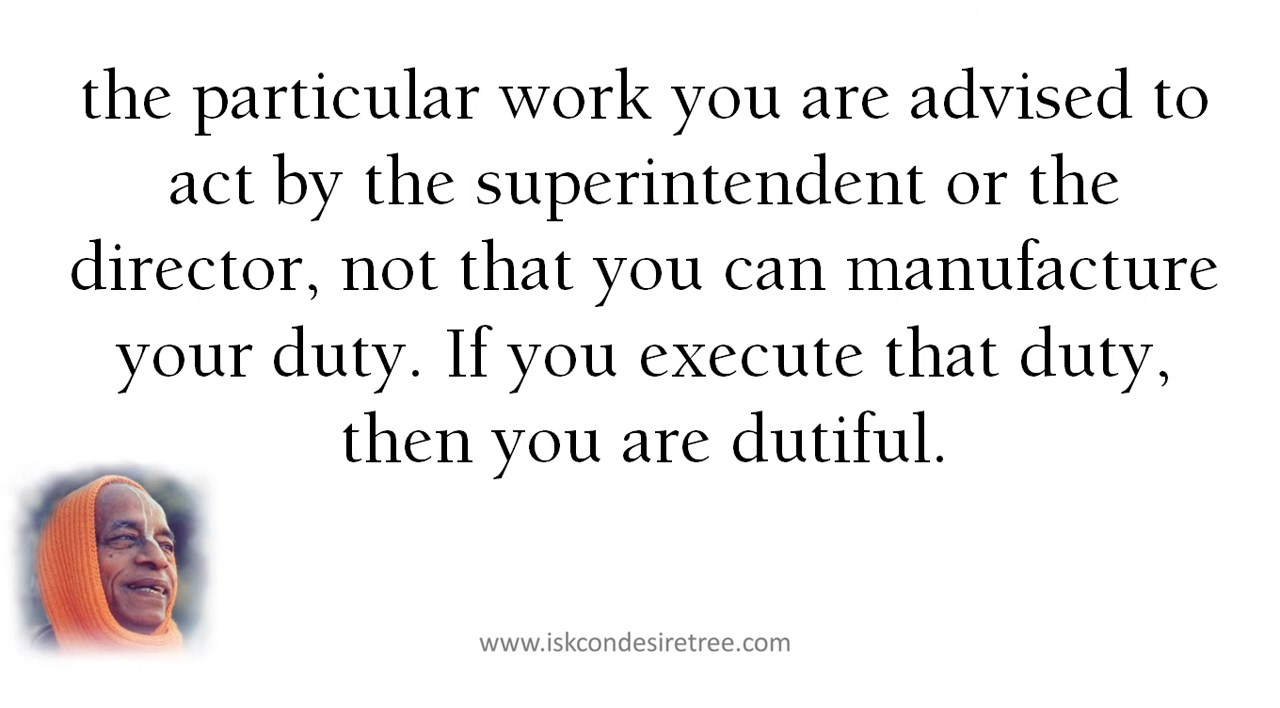 the particular work you are advised to
act by the superintendent or the
director, not that you can manufacture
your duty. If you execute that duty,
then you are dutiful.
www.iskcondesiretree.com